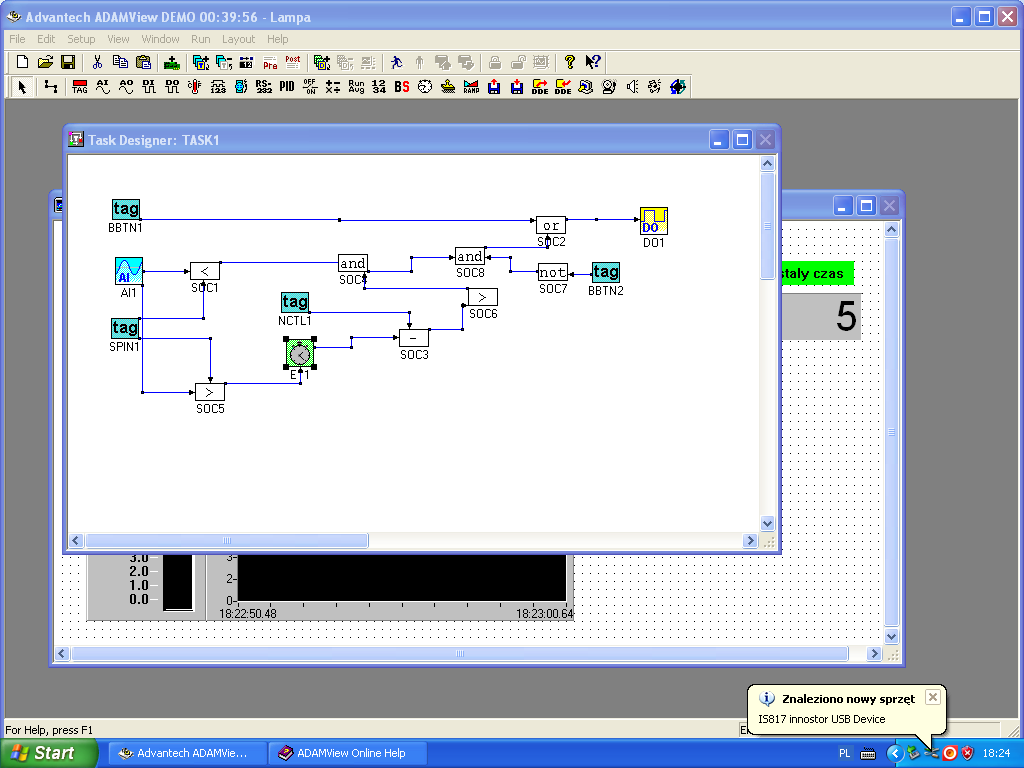 Advantech ADAMView DEMO 00:39:56 - Lampa
File Edit Setup View Window Run Layout Help
Pre Post
TAG AI AO DI DO RS-232 PID OFF ON Run Aug 12 34 BS RAMP DDE DDE
Task Designer: TASK1
tag
BBTN1
or
SOC2
DO
DO1
AI
AI1
<
SOC1
and
and
SOC8
not
SOC7
tag
BBTN2
>
SOC6
tag
NCTL1
tag
SPIN1
-
SOC3
<
>
SOC5
staly czas
5
3.0
2.0
1.0
0.0
3
2
0
18:22:50.48
18:23:00.64
Znaleziono nowy sprzęt
IS817 innostor USB Device
For Help, press F1
Start
Advantech ADAMVie...
ADAMView Online Help
PL
18:24